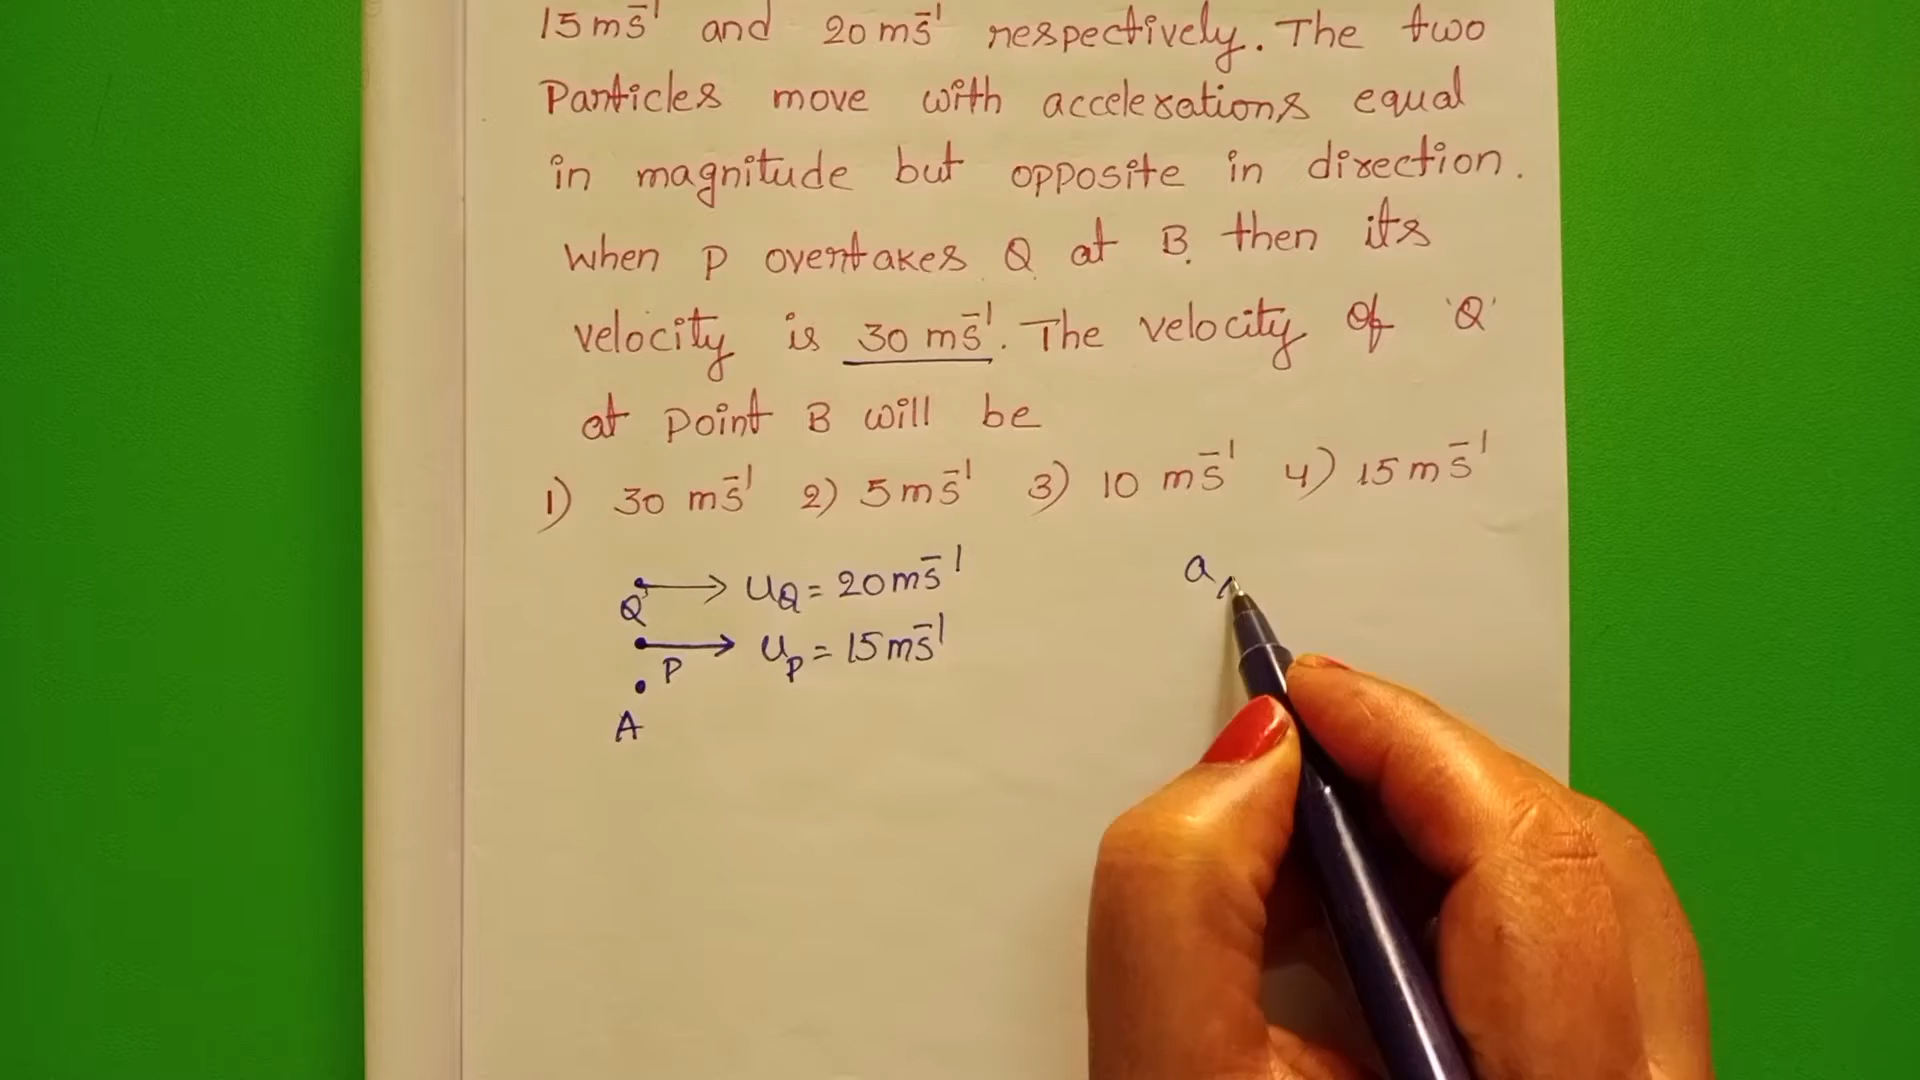 15 ms̄¹ and 20 ms̄¹ respectively. The two
Particles move with accelerations equal
in magnitude but opposite in direction.
when P overtakes Q at B then its
velocity is 30 ms̄¹. The velocity of 'Q'
at point B will be
1) 30 ms̄¹ 2) 5 ms̄¹ 3) 10 ms̄¹ 4) 15 ms̄¹
Q → u_Q = 20 ms̄¹
P → u_P = 15 ms̄¹
A
a